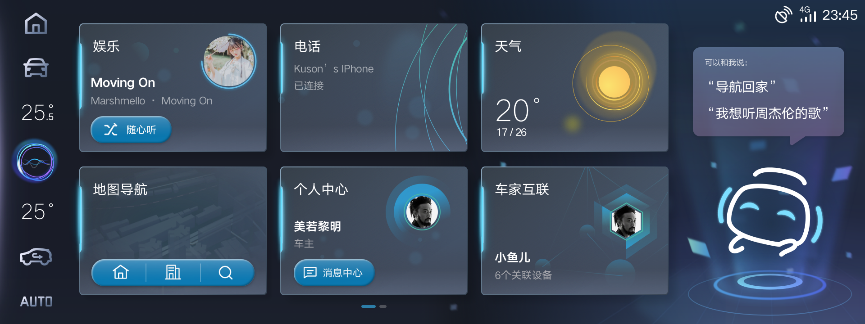 4G 23:45
25.5
25°
AUTO
娱乐
Moving On
Marshmello · Moving On
随心听
电话
Kuson's IPhone
已连接
天气
20°
17/26
地图导航
个人中心
美若黎明
车主
消息中心
车家互联
小鱼儿
6个关联设备
可以和我说:
“导航回家”
“我想听周杰伦的歌”